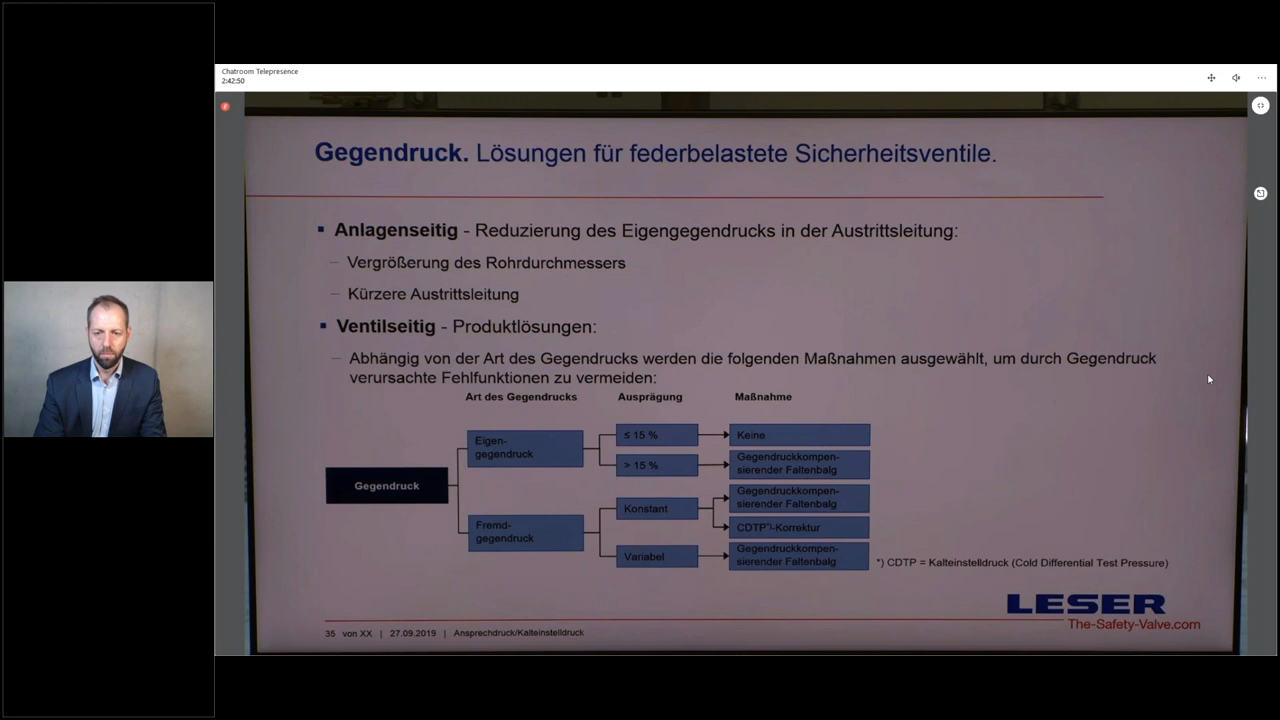 Chatroom Telepresence
2:42:50
Gegendruck. Lösungen für federbelastete Sicherheitsventile.
Anlagenseitig - Reduzierung des Eigengegendrucks in der Austrittsleitung:
Vergrößerung des Rohrdurchmessers
Kürzere Austrittsleitung
Ventilseitig - Produktlösungen:
Abhängig von der Art des Gegendrucks werden die folgenden Maßnahmen ausgewählt, um durch Gegendruck
verursachte Fehlfunktionen zu vermeiden:
Art des Gegendrucks Ausprägung Maßnahme
Gegendruck
Eigen-
gegendruck
≤ 15 %
Keine
> 15 %
Gegendruckkompen-
sierender Faltenbalg
Fremd-
gegendruck
Konstant
Gegendruckkompen-
sierender Faltenbalg
CDTP*)-Korrektur
Variabel
Gegendruckkompen-
sierender Faltenbalg
*) CDTP = Kalteinstelldruck (Cold Differential Test Pressure)
LESER
The-Safety-Valve.com
35 von XX | 27.09.2019 | Ansprechdruck/Kalteinstelldruck